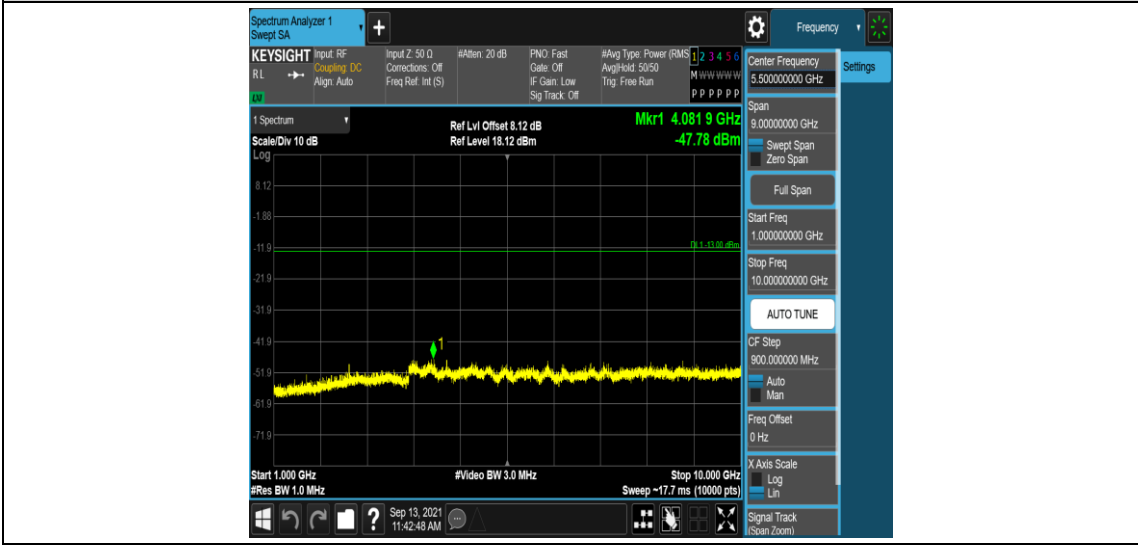 Spectrum Analyzer 1
Swept SA
+
Frequency
KEYSIGHT
RL
LM
Input: RF
Coupling: DC
Align: Auto
Input Z: 50 Ω
Corrections: Off
Freq Ref: Int (S)
#Atten: 20 dB
PNO: Fast
Gate: Off
IF Gain: Low
Sig Track: Off
#Avg Type: Power (RMS
Avg|Hold: 50/50
Trig: Free Run
1 2 3 4 5 6
M W W W W W
P P P P P P
1 Spectrum
Scale/Div 10 dB
Log
Ref Lvl Offset 8.12 dB
Ref Level 18.12 dBm
Mkr1 4.081 9 GHz
-47.78 dBm
8.12
-1.88
-11.9
DL1 -13.00 dBm
-21.9
-31.9
-41.9
1
-51.9
-61.9
-71.9
Start 1.000 GHz
#Res BW 1.0 MHz
#Video BW 3.0 MHz
Stop 10.000 GHz
Sweep ~17.7 ms (10000 pts)
?
Sep 13, 2021
11:42:48 AM
Center Frequency
5.500000000 GHz
Settings
Span
9.00000000 GHz
Swept Span
Zero Span
Full Span
Start Freq
1.000000000 GHz
Stop Freq
10.000000000 GHz
AUTO TUNE
CF Step
900.000000 MHz
Auto
Man
Freq Offset
0 Hz
X Axis Scale
Log
Lin
Signal Track
(Span Zoom)